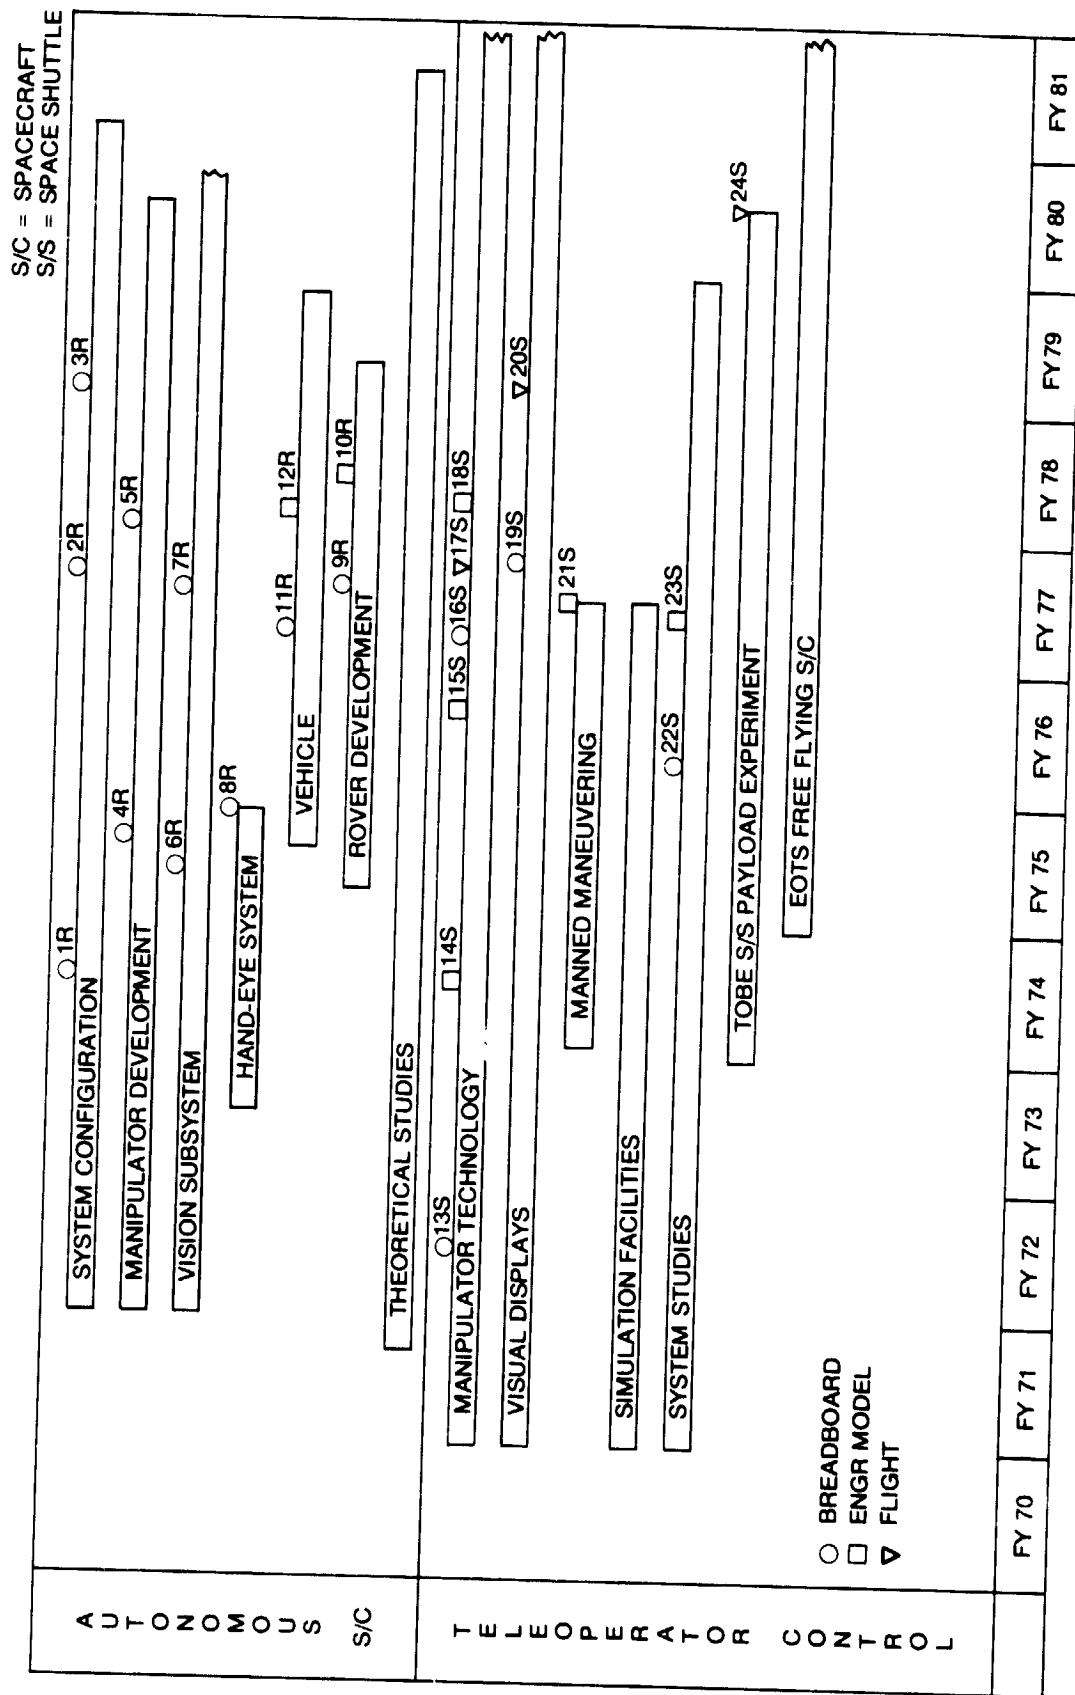 S/C = SPACECRAFT
S/S = SPACE SHUTTLE
AUTONOMOUS S/C
1R 2R 3R
SYSTEM CONFIGURATION
4R 5R
MANIPULATOR DEVELOPMENT
6R 7R
VISION SUBSYSTEM
8R
HAND-EYE SYSTEM
11R 12R
VEHICLE
9R 10R
ROVER DEVELOPMENT
THEORETICAL STUDIES
TELEOPERATOR CONTROL
13S 14S 15S 16S 17S 18S
MANIPULATOR TECHNOLOGY
19S 20S
VISUAL DISPLAYS
21S
MANNED MANEUVERING
SIMULATION FACILITIES
22S 23S
SYSTEM STUDIES
24S
TOBE S/S PAYLOAD EXPERIMENT
EOTS FREE FLYING S/C
BREADBOARD
ENGR MODEL
FLIGHT
FY 70 FY 71 FY 72 FY 73 FY 74 FY 75 FY 76 FY 77 FY 78 FY79 FY 80 FY 81